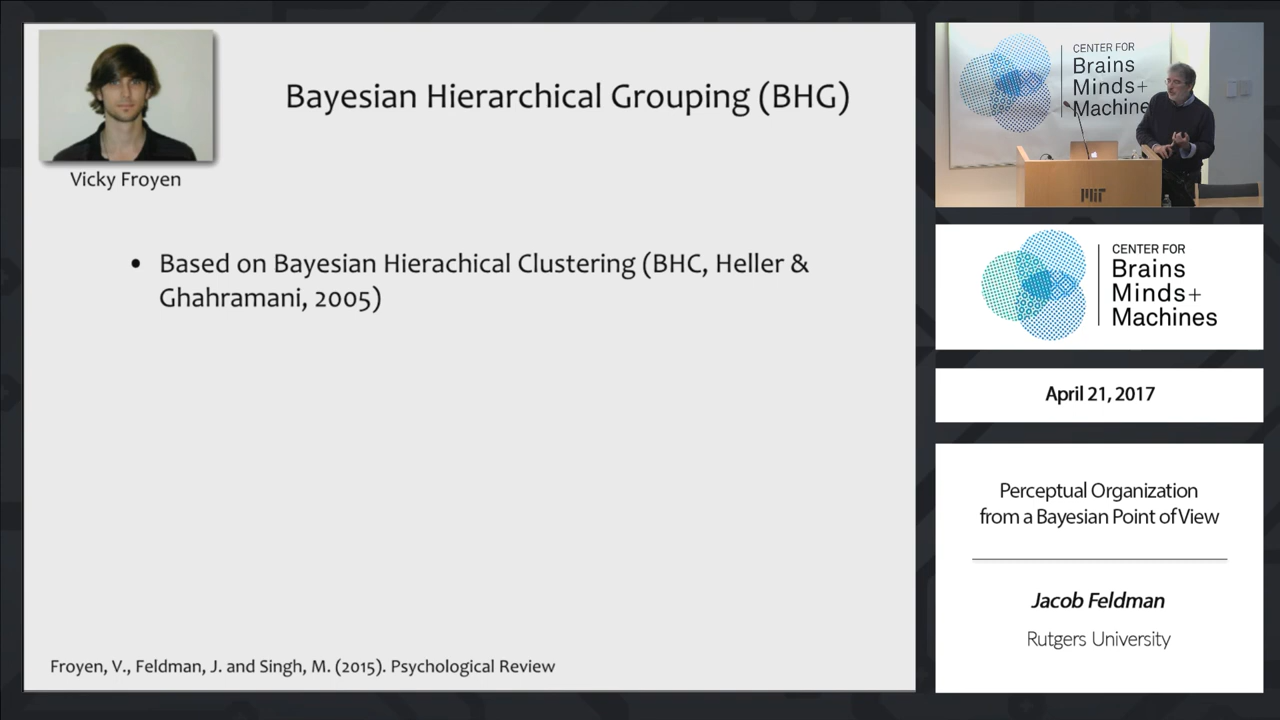 Bayesian Hierarchical Grouping (BHG)
Vicky Froyen
• Based on Bayesian Hierachical Clustering (BHC, Heller &
Ghahramani, 2005)
Froyen, V., Feldman, J. and Singh, M. (2015). Psychological Review
CENTER FOR
Brains
Minds+
Machine
MIT
CENTER FOR
Brains
Minds+
Machines
April 21, 2017
Perceptual Organization
from a Bayesian Point of View
Jacob Feldman
Rutgers University